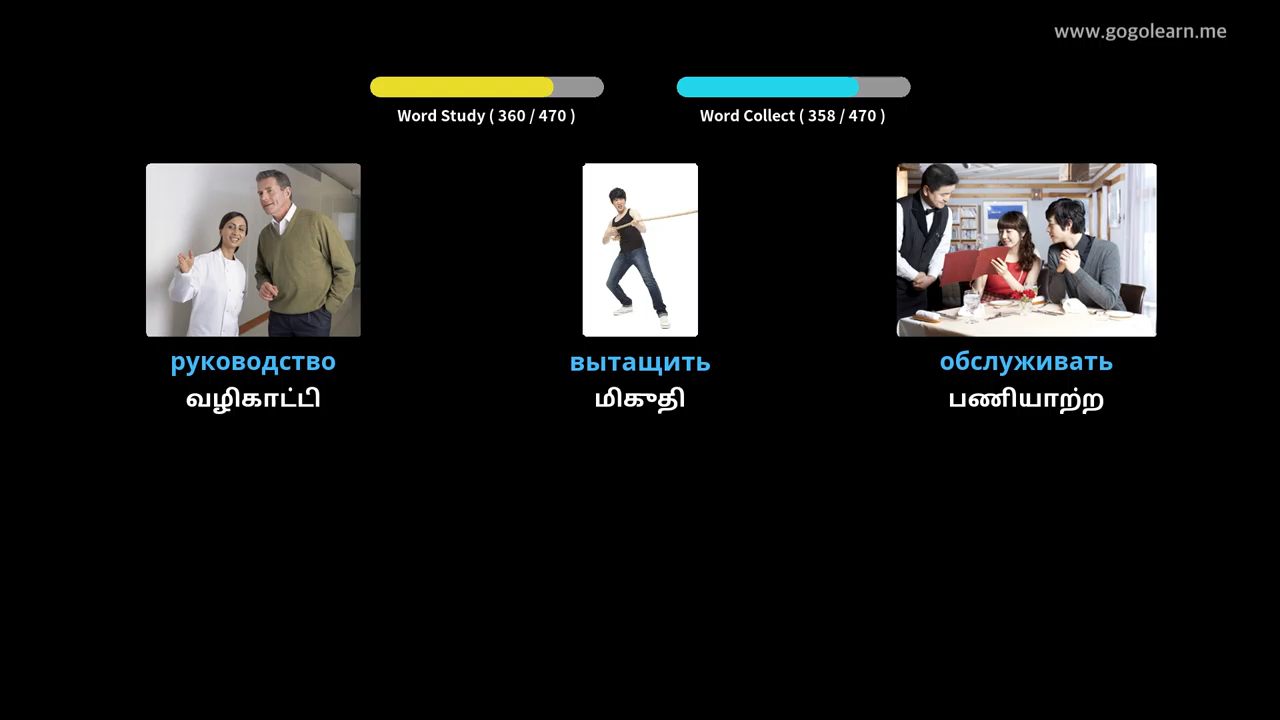 www.gogolearn.me
Word Study ( 360 / 470 )
Word Collect ( 358 / 470 )
руководство
வழிகாட்டி
вытащить
மிகுதி
обслуживать
பணியாற்ற